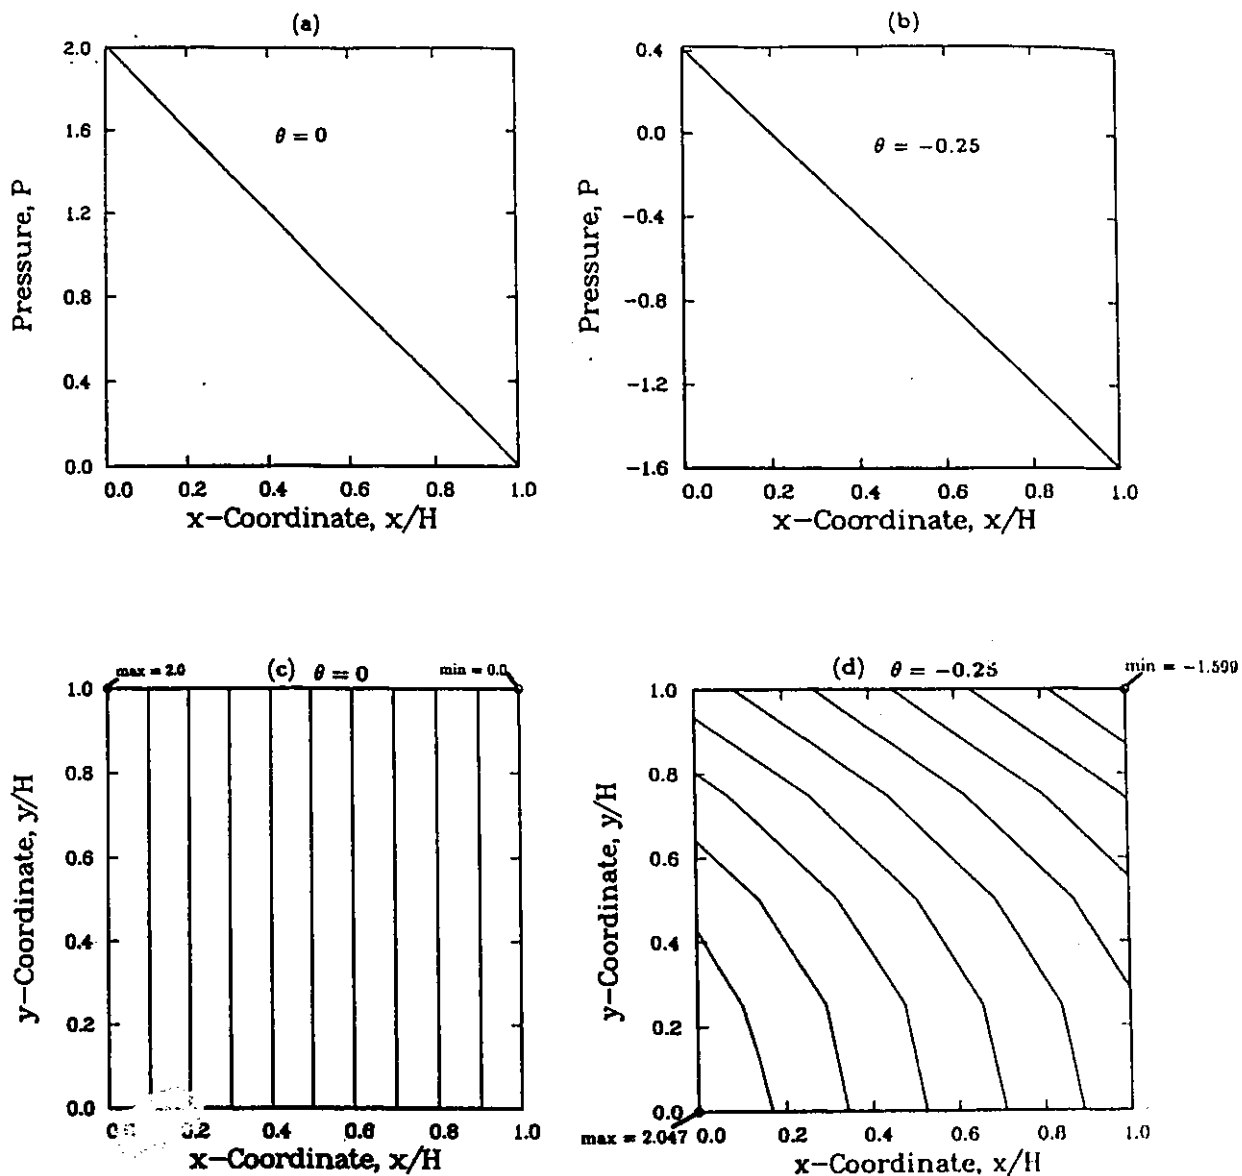 (a)
2.0
1.6
1.2
0.8
0.4
0.0
Pressure, P
θ = 0
0.0 0.2 0.4 0.6 0.8 1.0
x-Coordinate, x/H
(b)
0.4
0.0
-0.4
-0.8
-1.2
-1.6
Pressure, P
θ = -0.25
0.0 0.2 0.4 0.6 0.8 1.0
x-Coordinate, x/H
max = 2.0 (c) θ = 0 min = 0.0
1.0
0.8
0.6
0.4
0.2
0.0
y-Coordinate, y/H
0.2 0.4 0.6 0.8 1.0
x-Coordinate, x/H
(d) θ = -0.25 min = -1.599
1.0
0.8
0.6
0.4
0.2
0.0
y-Coordinate, y/H
max = 2.047 0.0 0.2 0.4 0.6 0.8 1.0
x-Coordinate, x/H